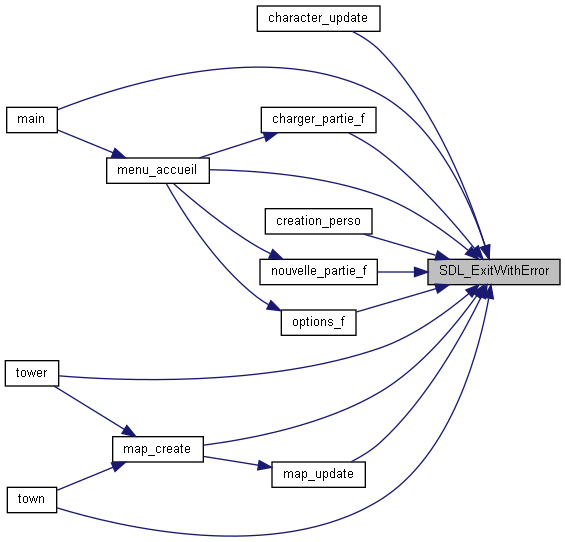 character_update
main
charger_partie_f
menu_accueil
creation_perso
nouvelle_partie_f
SDL_ExitWithError
options_f
tower
map_create
map_update
town